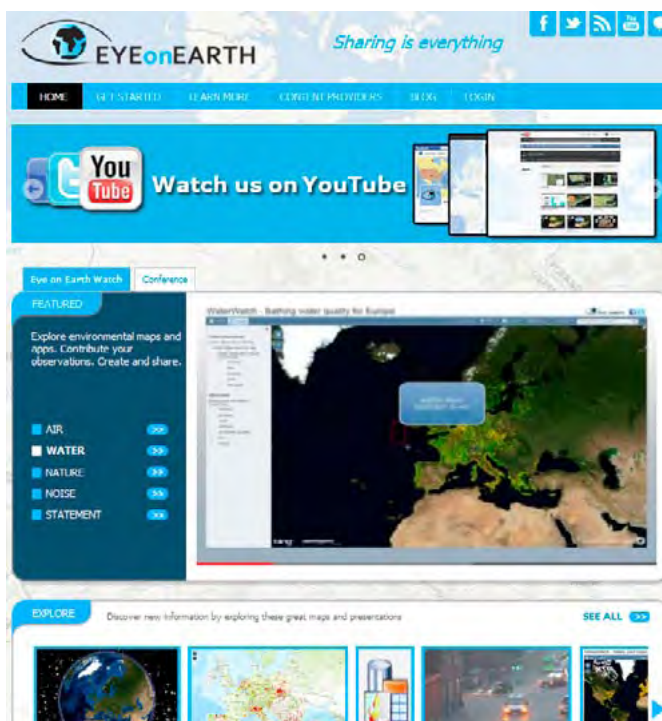 EYEonEARTH
Sharing is everything
HOME GET STARTED LEARN MORE CONTENT PROVIDERS BLOG LOGIN
You
Tube
Watch us on YouTube
Eye on Earth Watch Conference
FEATURED
WaterWatch - Bathing water quality for Europe
Explore environmental maps and
apps. Contribute your
observations. Create and share.
AIR >>
WATER >>
NATURE >>
NOISE >>
STATEMENT >>
bing
EXPLORE
Discover new information by exploring these great maps and presentations
SEE ALL >>